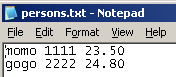 persons.txt - Notepad
File Edit Format View Help
momo 1111 23.50
gogo 2222 24.80